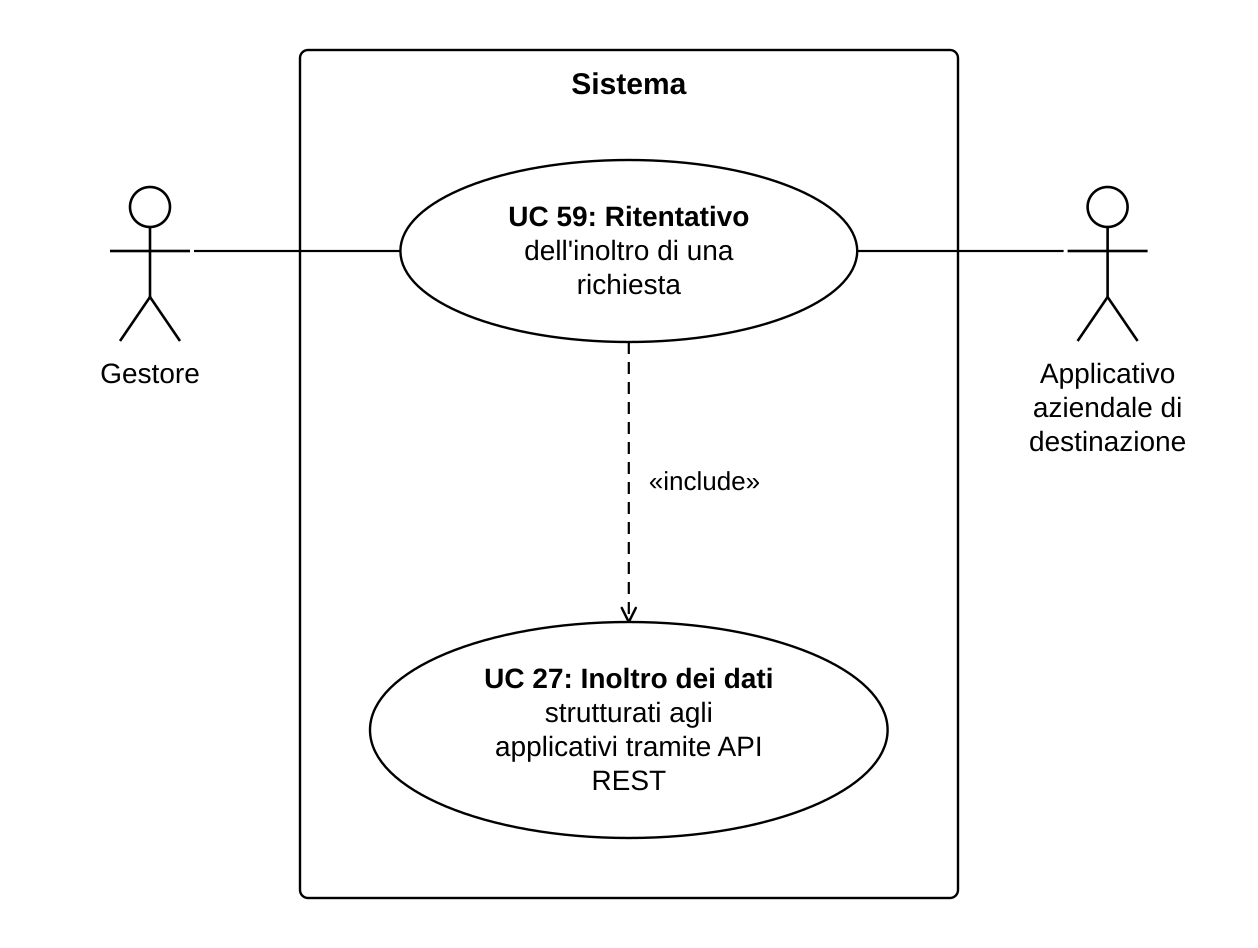 Sistema
UC 59: Ritentativo
dell'inoltro di una
richiesta
Gestore
Applicativo
aziendale di
destinazione
«include»
UC 27: Inoltro dei dati
strutturati agli
applicativi tramite API
REST